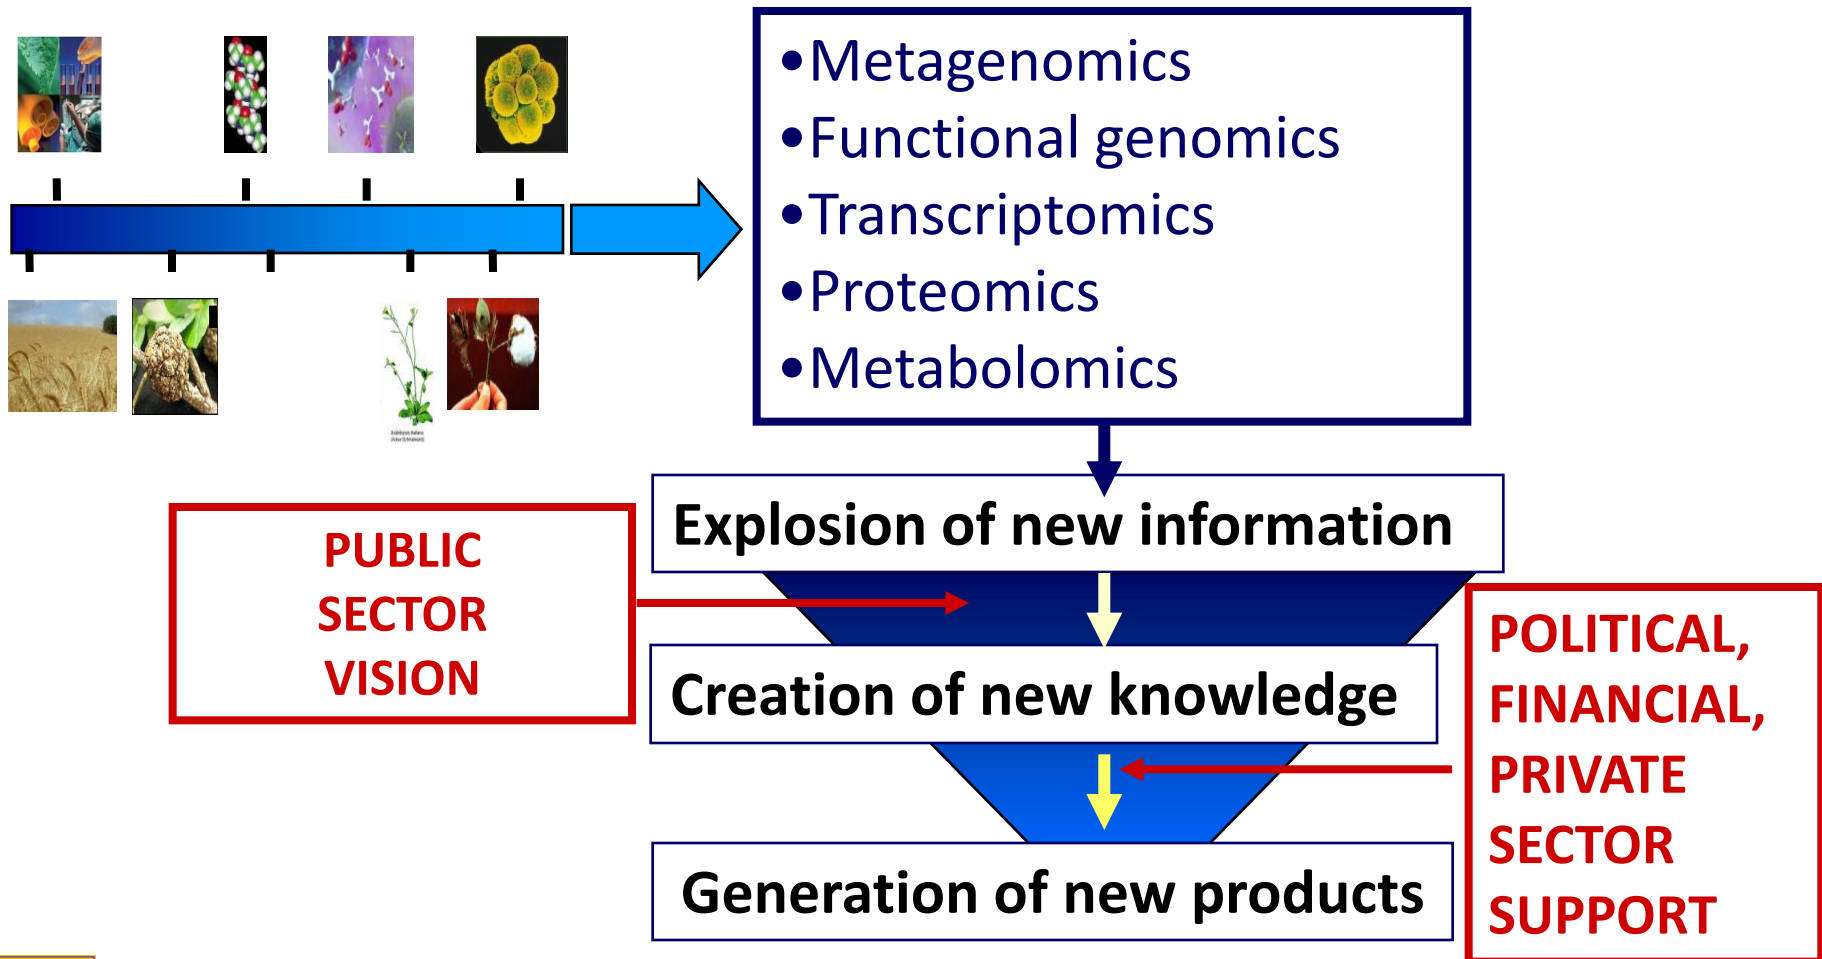 •Metagenomics
•Functional genomics
•Transcriptomics
•Proteomics
•Metabolomics
Explosion of new information
PUBLIC
SECTOR
VISION
Creation of new knowledge
POLITICAL,
FINANCIAL,
PRIVATE
SECTOR
SUPPORT
Generation of new products